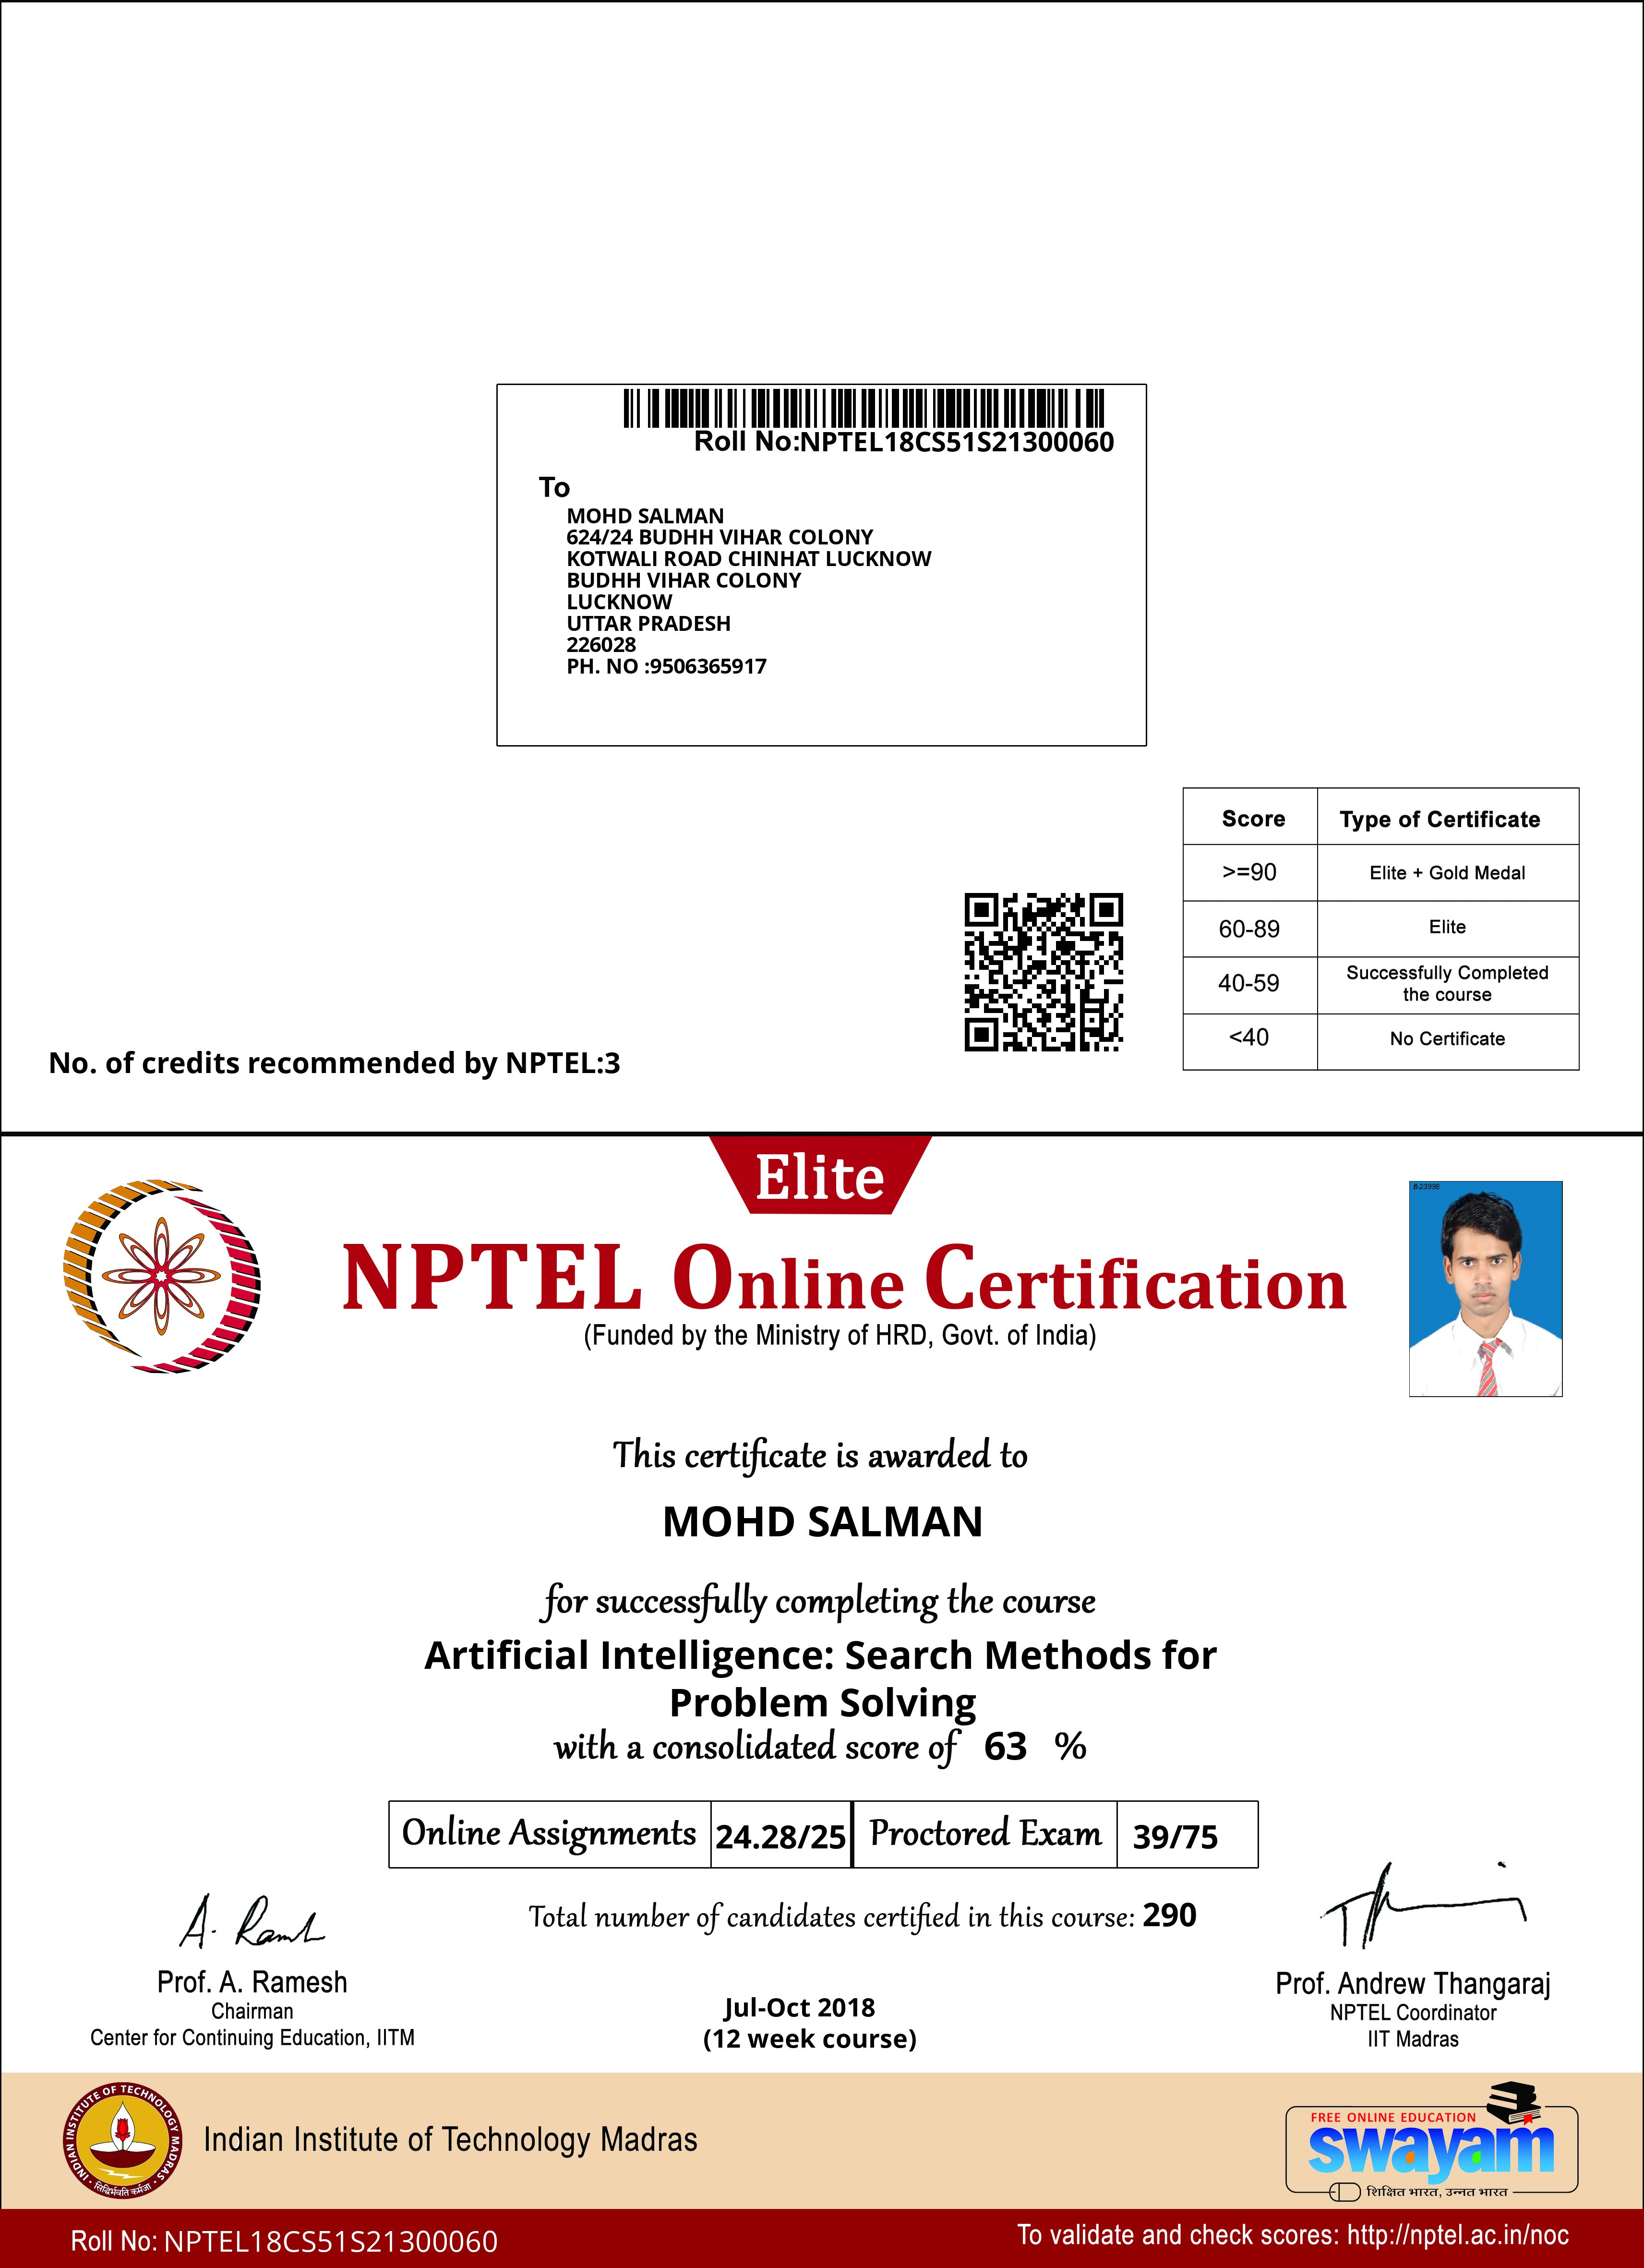 Roll No:NPTEL18CS51S21300060
To
MOHD SALMAN
624/24 BUDHH VIHAR COLONY
KOTWALI ROAD CHINHAT LUCKNOW
BUDHH VIHAR COLONY
LUCKNOW
UTTAR PRADESH
226028
PH. NO :9506365917
Score Type of Certificate
>=90 Elite + Gold Medal
60-89 Elite
40-59 Successfully Completed
the course
<40 No Certificate
No. of credits recommended by NPTEL:3
Elite
NPTEL Online Certification
(Funded by the Ministry of HRD, Govt. of India)
B-23998
This certificate is awarded to
MOHD SALMAN
for successfully completing the course
Artificial Intelligence: Search Methods for
Problem Solving
with a consolidated score of 63 %
Online Assignments 24.28/25 Proctored Exam 39/75
Total number of candidates certified in this course: 290
A. Ramesh
Prof. A. Ramesh
Chairman
Center for Continuing Education, IITM
Jul-Oct 2018
(12 week course)
Prof. Andrew Thangaraj
NPTEL Coordinator
IIT Madras
INDIAN INSTITUTE OF TECHNOLOGY MADRAS
सिद्धिर्भवति कर्मजा
Indian Institute of Technology Madras
FREE ONLINE EDUCATION
swayam
शिक्षित भारत, उन्नत भारत
Roll No: NPTEL18CS51S21300060
To validate and check scores: http://nptel.ac.in/noc